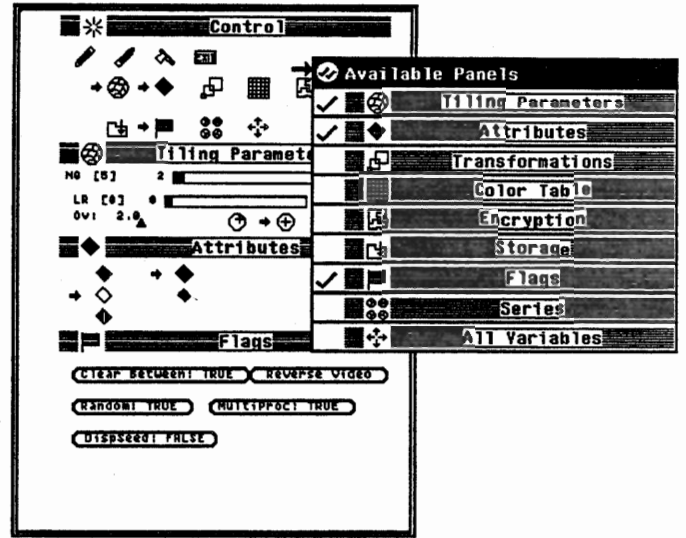 Control
Ent
Available Panels
Tiling Parameters
Attributes
Transformations
Color Table
Encryption
Storage
Flags
Series
All Variables
Tiling Paramet
NQ [5] 2
LR [0] 0
Ov: 2.0
Attributes
Flags
Clear Between: TRUE Reverse Video
Random: TRUE MultiProc: TRUE
DispSeed: FALSE